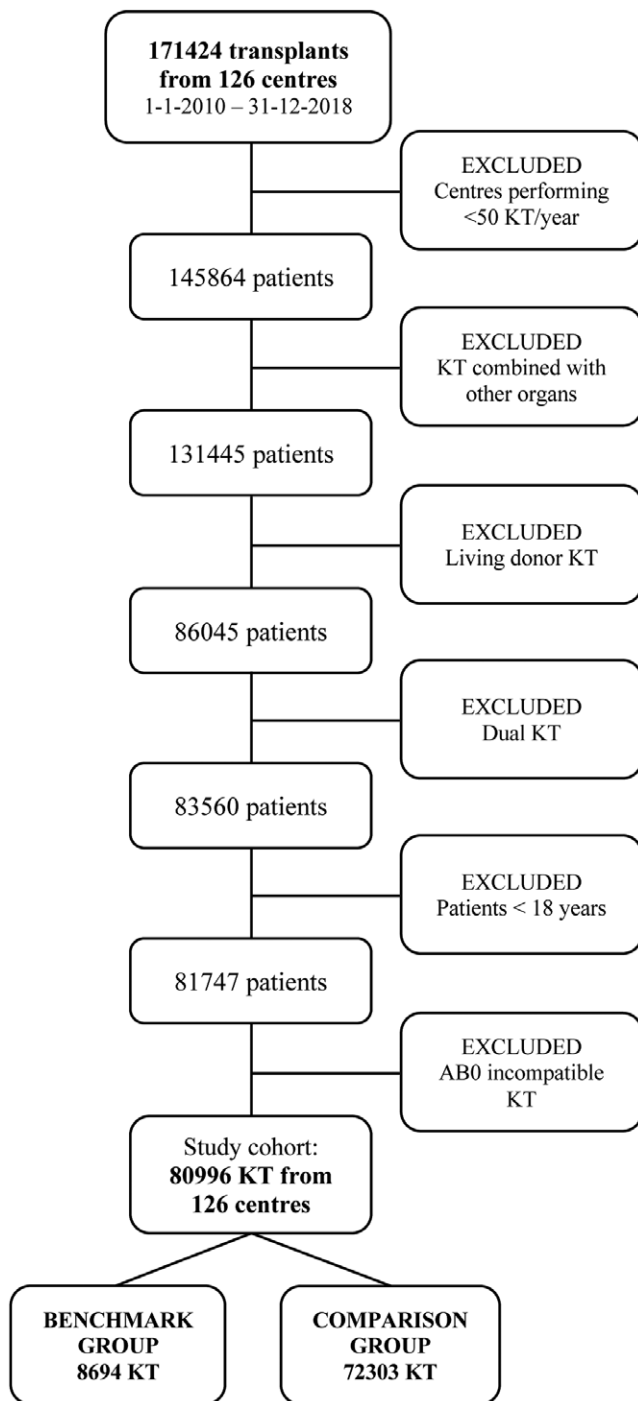 171424 transplants
from 126 centres
1-1-2010 – 31-12-2018
EXCLUDED
Centres performing
<50 KT/year
145864 patients
EXCLUDED
KT combined with
other organs
131445 patients
EXCLUDED
Living donor KT
86045 patients
EXCLUDED
Dual KT
83560 patients
EXCLUDED
Patients < 18 years
81747 patients
EXCLUDED
AB0 incompatible
KT
Study cohort:
80996 KT from
126 centres
BENCHMARK
GROUP
8694 KT
COMPARISON
GROUP
72303 KT